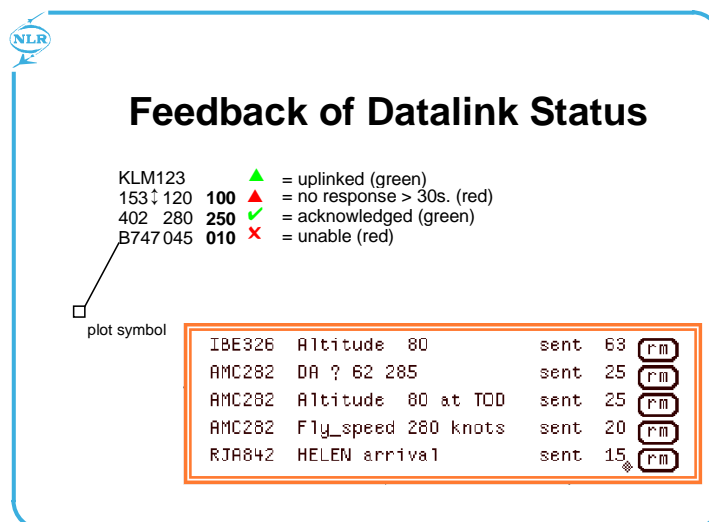 NLR
Feedback of Datalink Status
KLM123 ▲ = uplinked (green)
153↕120 100 ▲ = no response > 30s. (red)
402 280 250 ✔ = acknowledged (green)
B747 045 010 ✘ = unable (red)
plot symbol
IBE326 Altitude 80 sent 63 rm
AMC282 DA ? 62 285 sent 25 rm
AMC282 Altitude 80 at TOD sent 25 rm
AMC282 Fly_speed 280 knots sent 20 rm
RJA842 HELEN arrival sent 15 rm